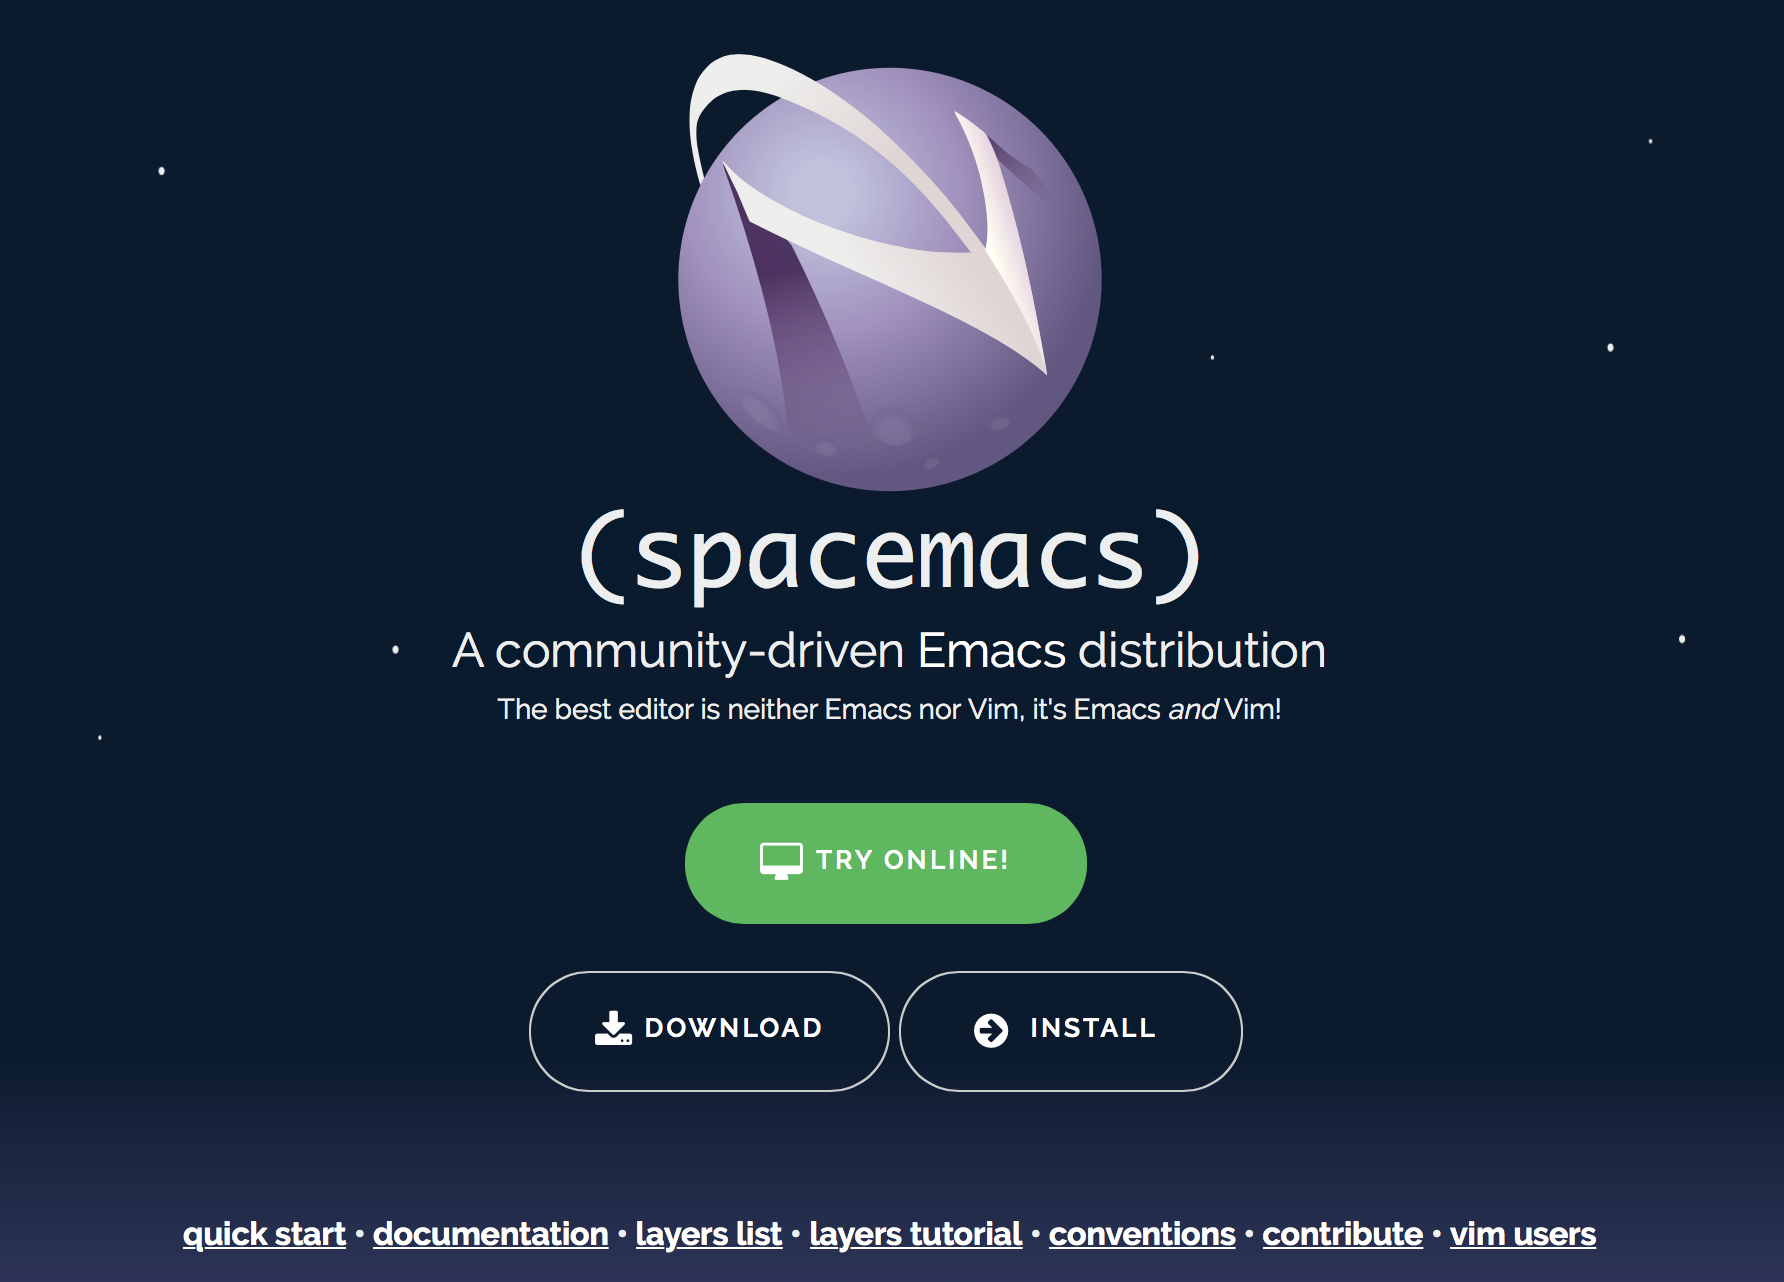 (spacemacs)
A community-driven Emacs distribution
The best editor is neither Emacs nor Vim, it's Emacs and Vim!
TRY ONLINE!
DOWNLOAD
INSTALL
quick start • documentation • layers list • layers tutorial • conventions • contribute • vim users